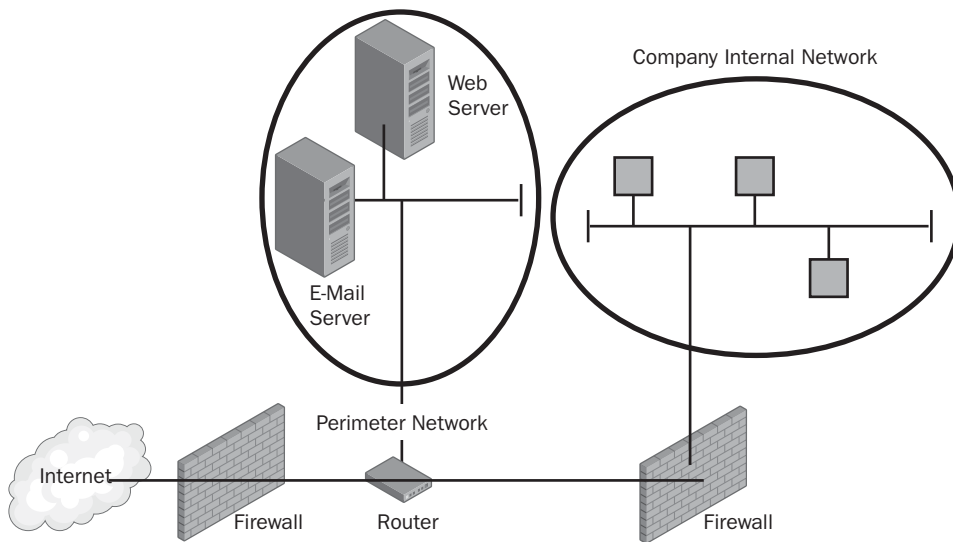 Company Internal Network
Web
Server
E-Mail
Server
Perimeter Network
Internet
Firewall
Router
Firewall